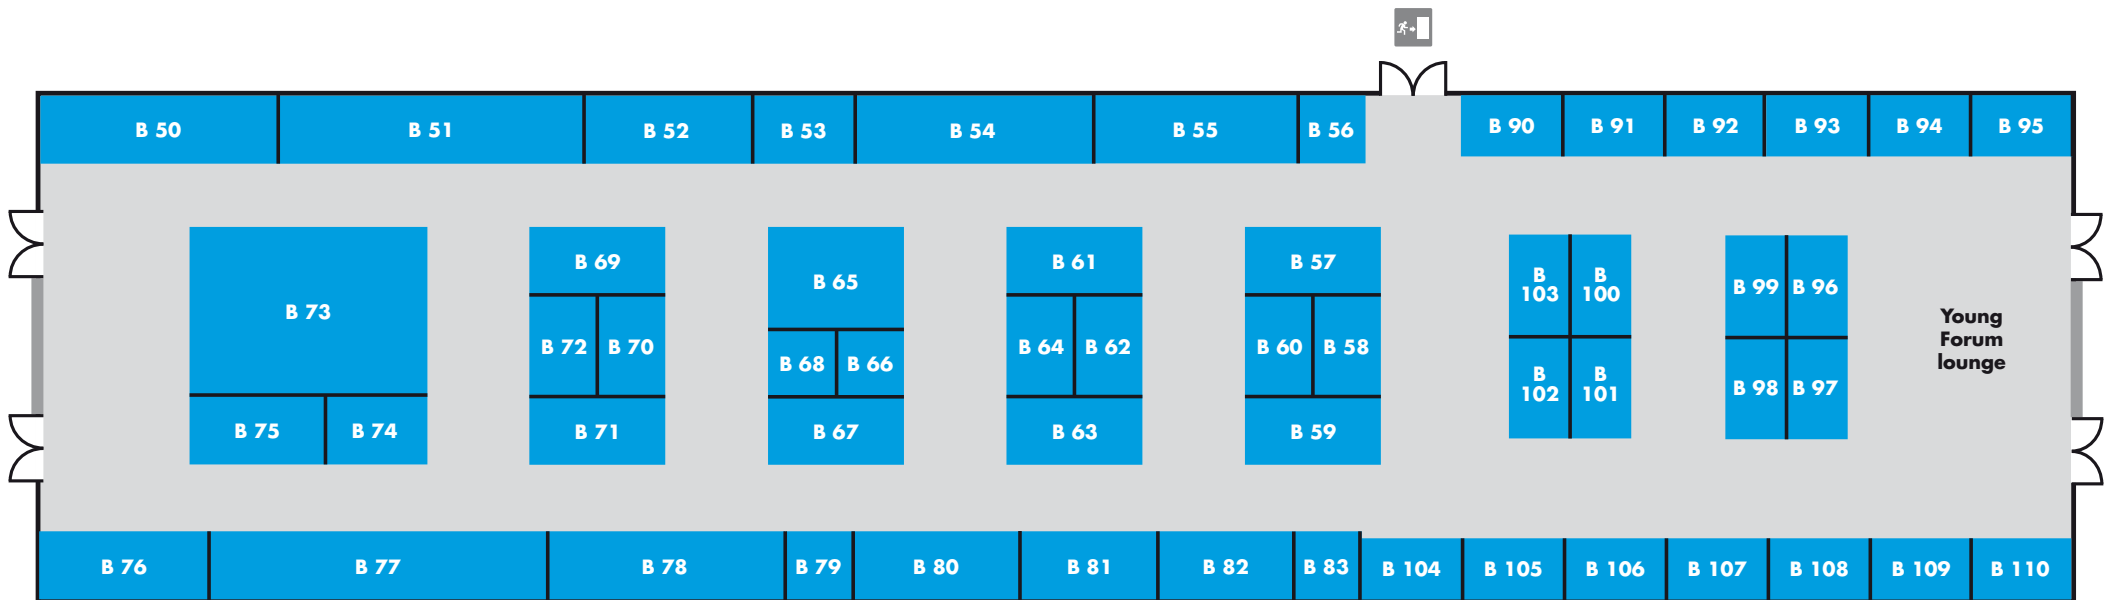 B 50
B 51
B 52
B 53
B 54
B 55
B 56
B 90
B 91
B 92
B 93
B 94
B 95
B 73
B 75
B 74
B 69
B 72
B 70
B 71
B 65
B 68
B 66
B 67
B 61
B 64
B 62
B 63
B 57
B 60
B 58
B 59
B
103
B
100
B
102
B
101
B 99
B 96
B 98
B 97
Young
Forum
lounge
B 76
B 77
B 78
B 79
B 80
B 81
B 82
B 83
B 104
B 105
B 106
B 107
B 108
B 109
B 110